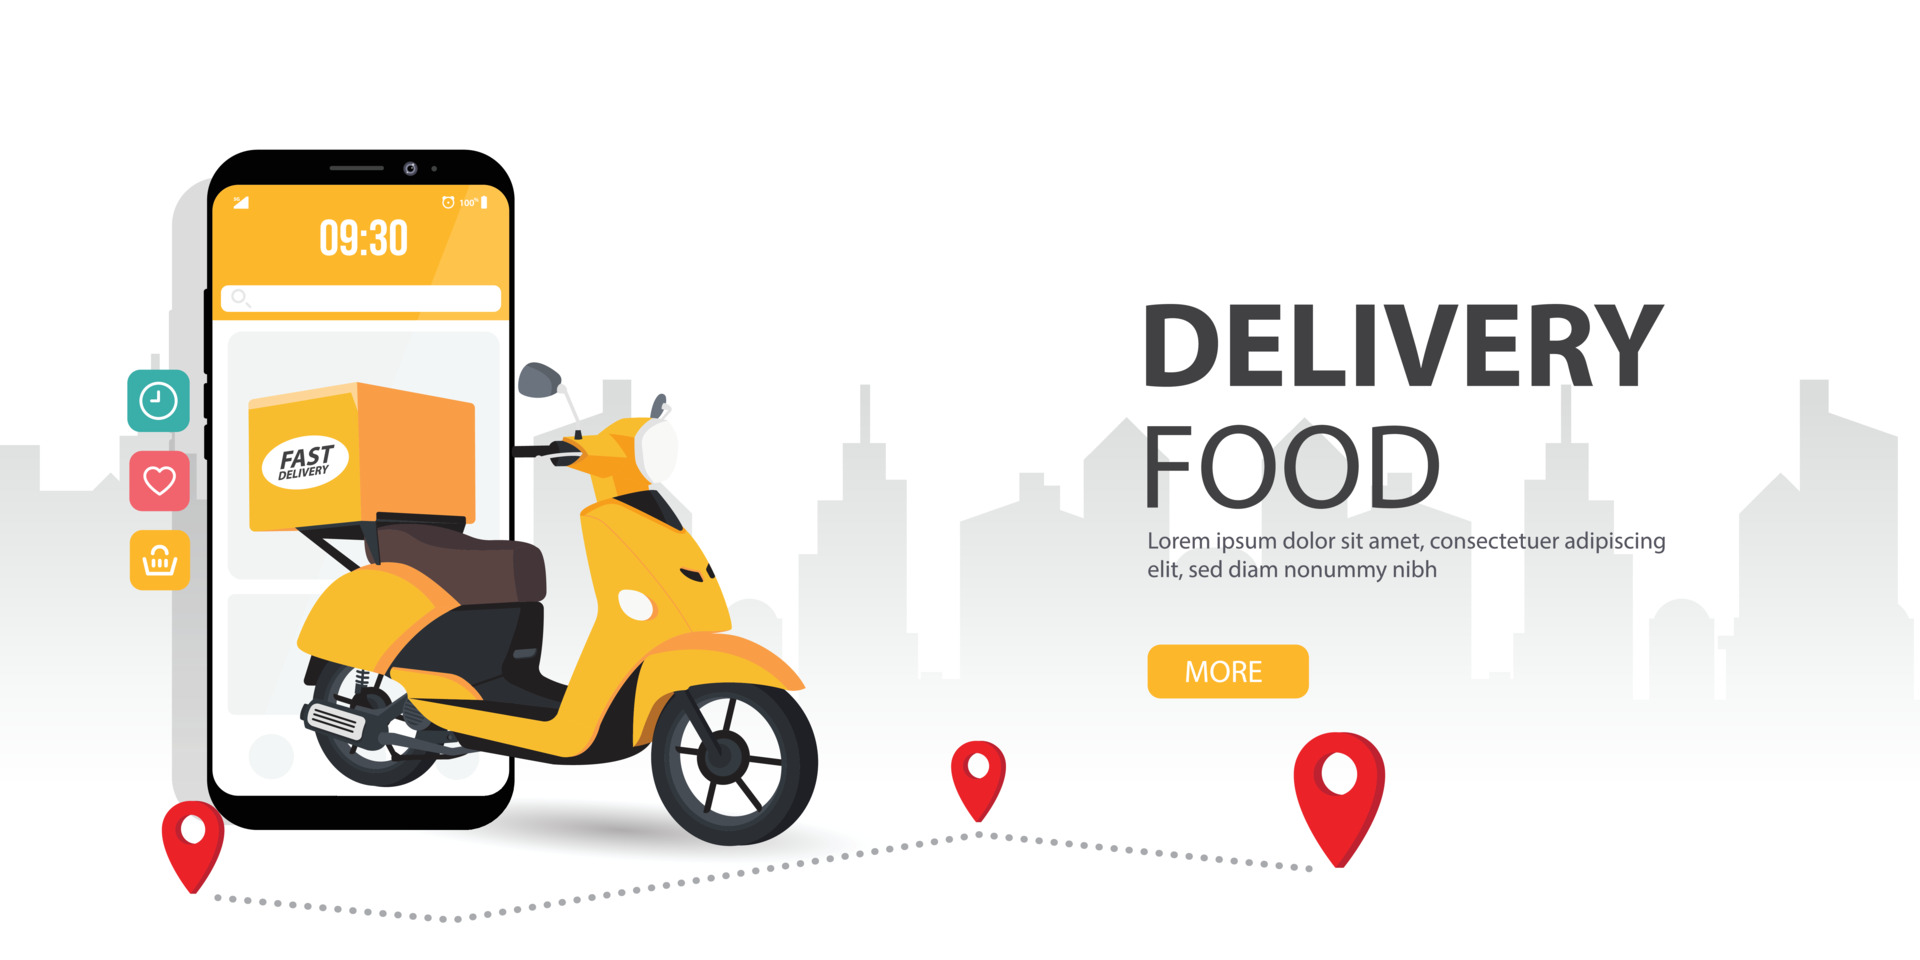 100%
09:30
FAST
DELIVERY
DELIVERY
FOOD
Lorem ipsum dolor sit amet, consectetuer adipiscing
elit, sed diam nonummy nibh
MORE